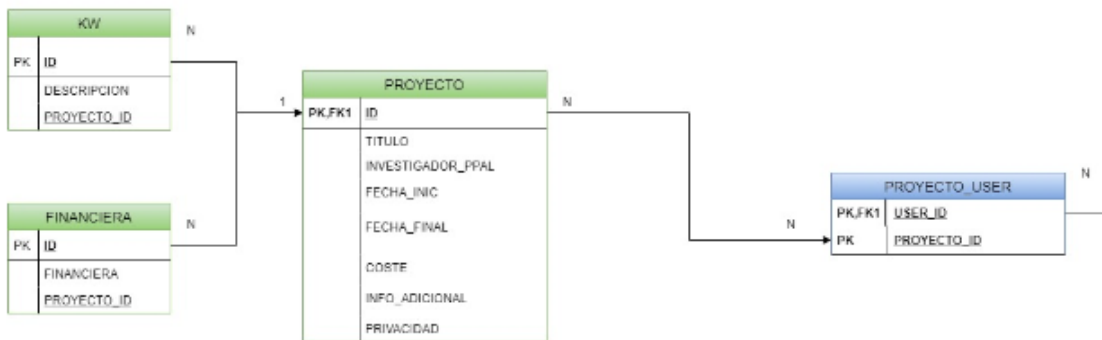 KW
PK ID
DESCRIPCION
PROYECTO_ID
N
FINANCIERA
PK ID
FINANCIERA
PROYECTO_ID
N
1
PROYECTO
PK,FK1 ID
TITULO
INVESTIGADOR_PPAL
FECHA_INIC
FECHA_FINAL
COSTE
INFO_ADICIONAL
PRIVACIDAD
N
N
PROYECTO_USER
PK,FK1 USER_ID
PK PROYECTO_ID
N